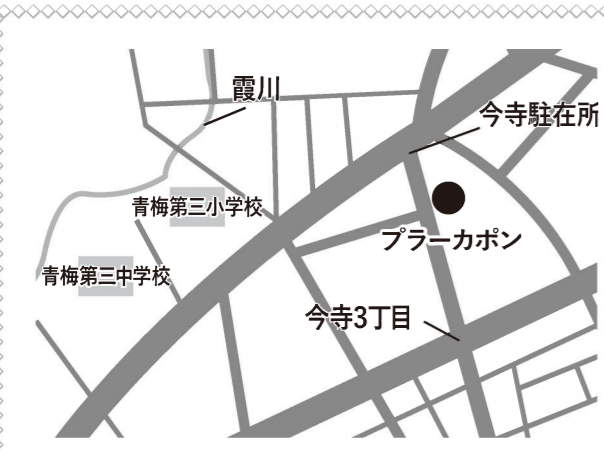 霞川
今寺駐在所
青梅第三小学校
プラーカポン
青梅第三中学校
今寺3丁目